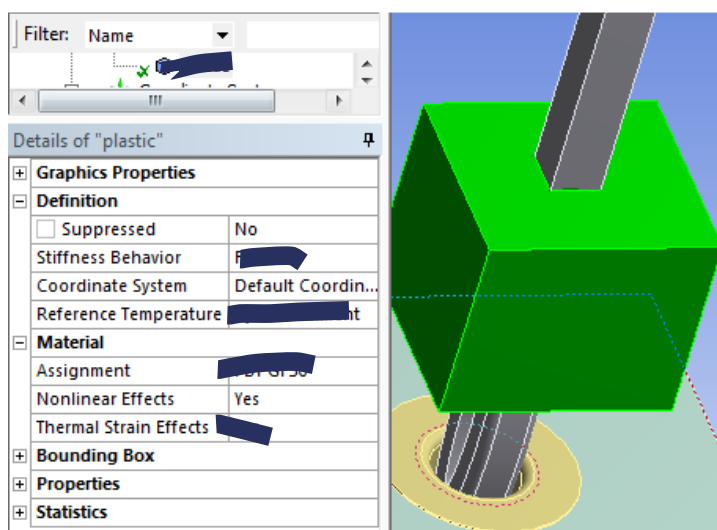 Filter: Name
Details of "plastic"
Graphics Properties
Definition
Suppressed No
Stiffness Behavior
Coordinate System Default Coordin...
Reference Temperature
Material
Assignment
Nonlinear Effects Yes
Thermal Strain Effects
Bounding Box
Properties
Statistics